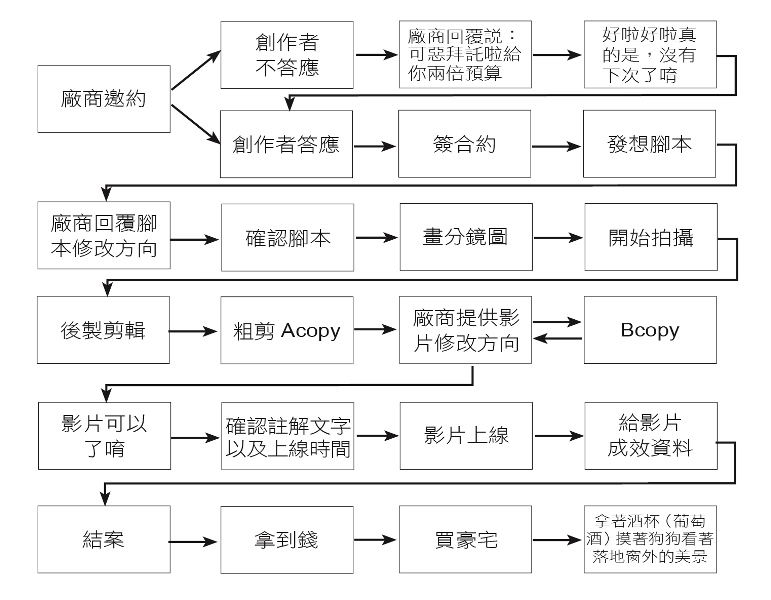 廠商邀約
創作者
不答應
廠商回覆說：
可惡拜託啦給
你兩倍預算
好啦好啦真
的是，沒有
下次了唷
創作者答應
簽合約
發想腳本
廠商回覆腳
本修改方向
確認腳本
畫分鏡圖
開始拍攝
後製剪輯
粗剪 Acopy
廠商提供影
片修改方向
Bcopy
影片可以
了唷
確認註解文字
以及上線時間
影片上線
給影片
成效資料
結案
拿到錢
買豪宅
拿著酒杯（葡萄
酒）摸著狗狗看著
落地窗外的美景